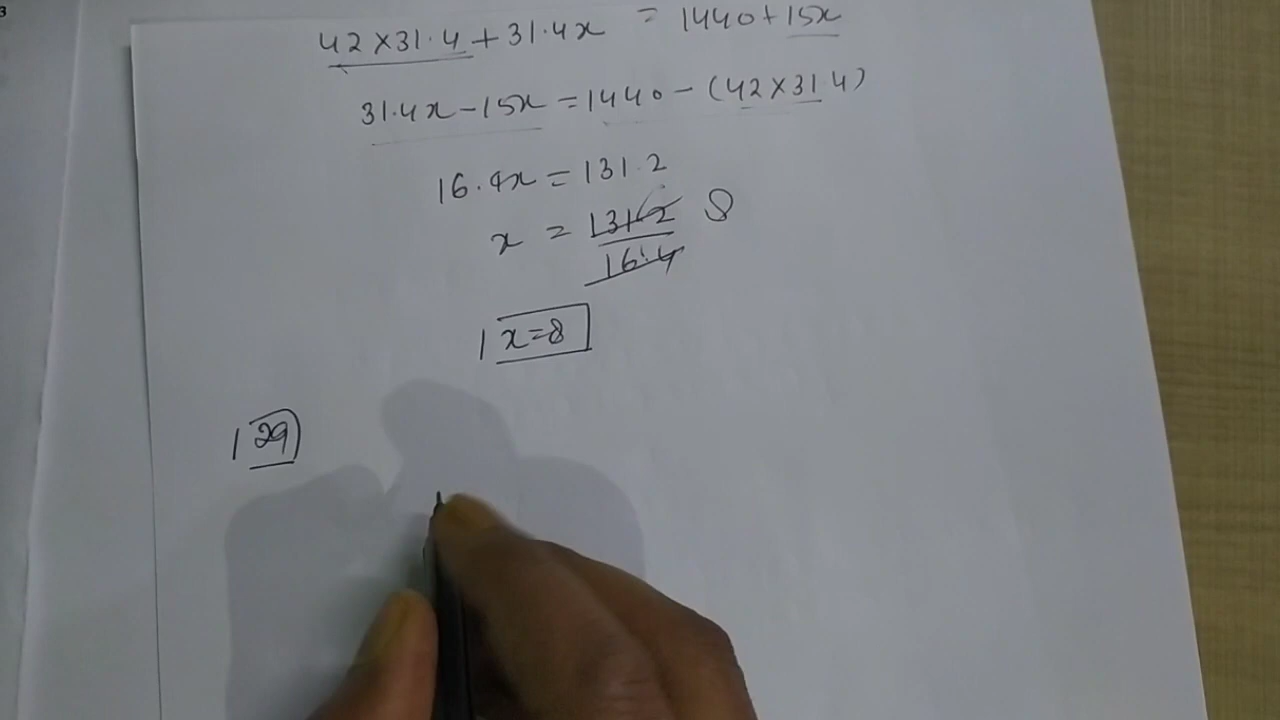 3
42×31.4+31.4x = 1440+15x
31.4x-15x = 1440-(42×31.4)
16.4x = 131.2
x = 131.2/16.4 8
x=8
29